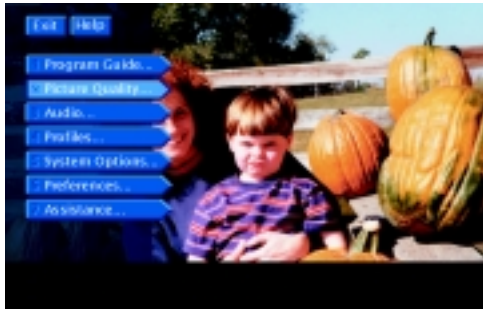 Exit Help
Program Guide...
Picture Quality...
Audio...
Profiles...
System Options...
Preferences...
Assistance...